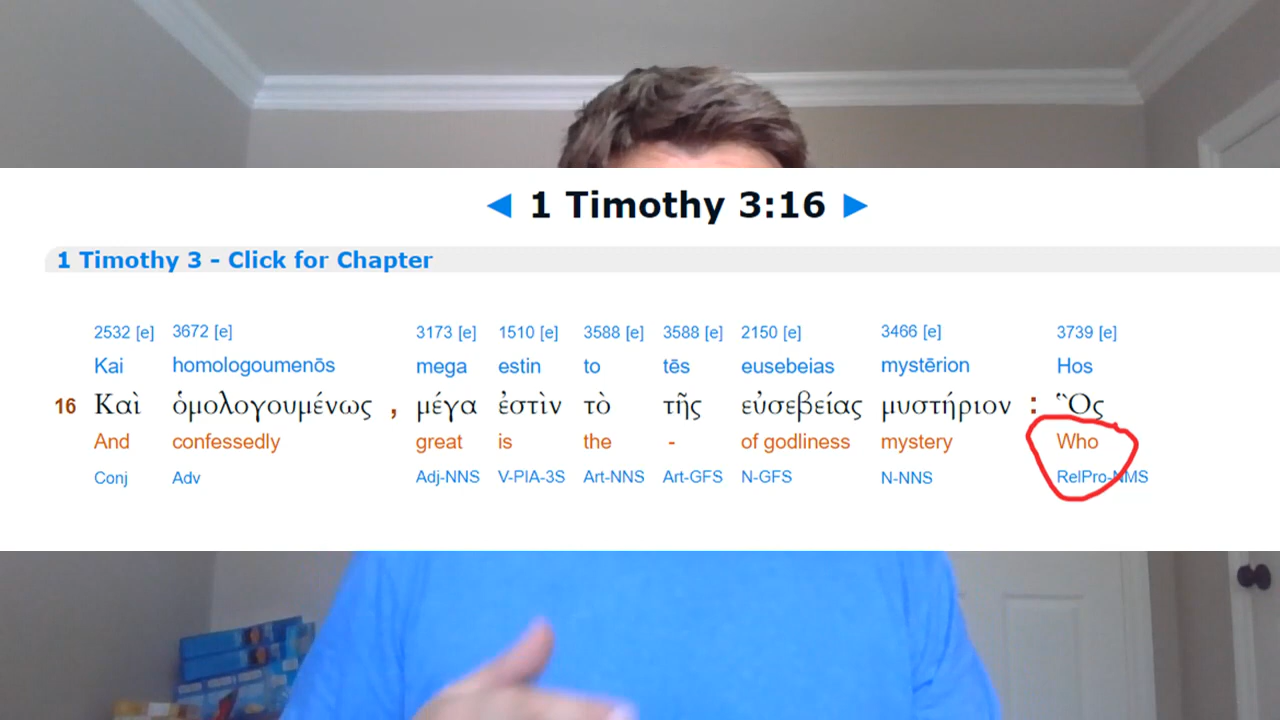 ◄ 1 Timothy 3:16 ►
1 Timothy 3 - Click for Chapter
2532 [e] 3672 [e] 3173 [e] 1510 [e] 3588 [e] 3588 [e] 2150 [e] 3466 [e] 3739 [e]
Kai homologoumenōs mega estin to tēs eusebeias mystērion Hos
16 Καὶ ὁμολογουμένως , μέγα ἐστὶν τὸ τῆς εὐσεβείας μυστήριον : Ὃς
And confessedly great is the - of godliness mystery Who
Conj Adv Adj-NNS V-PIA-3S Art-NNS Art-GFS N-GFS N-NNS RelPro-NMS